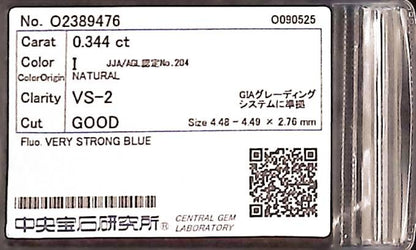 No. O2389476 O090525
Carat 0.344 ct
Color I JJA/AGL認定No.204
ColorOrigin NATURAL
Clarity VS-2 GIAグレーディングシステムに準拠
Cut GOOD Size 4.48 - 4.49 × 2.76 mm
Fluo. VERY STRONG BLUE
中央宝石研究所® CENTRAL GEM LABORATORY